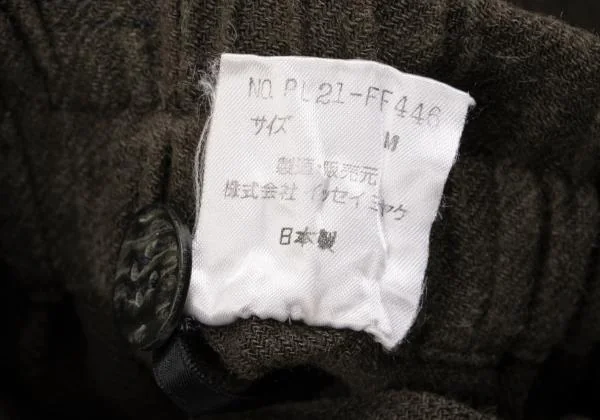 NO. PL21-FF446
サイズ M
製造・販売元
株式会社 イッセイ ミヤケ
日本製